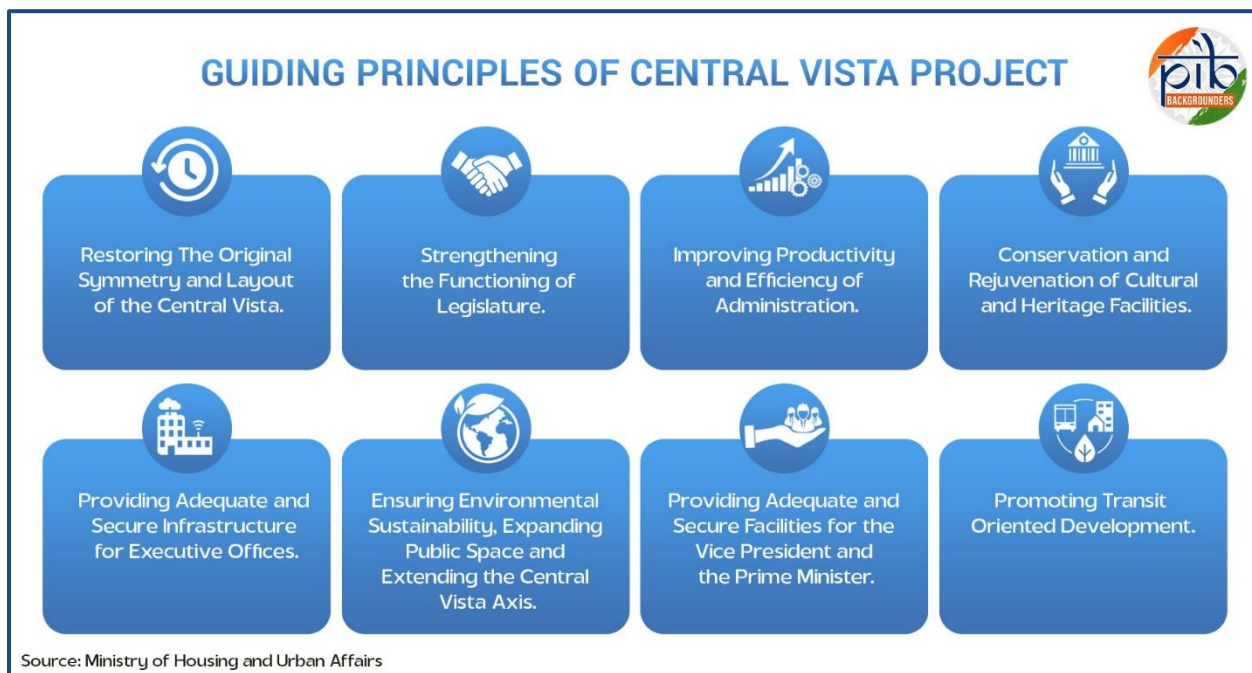 GUIDING PRINCIPLES OF CENTRAL VISTA PROJECT
pib
BACKGROUNDERS
Restoring The Original
Symmetry and Layout
of the Central Vista.
Strengthening
the Functioning of
Legislature.
Improving Productivity
and Efficiency of
Administration.
Conservation and
Rejuvenation of Cultural
and Heritage Facilities.
Providing Adequate and
Secure Infrastructure
for Executive Offices.
Ensuring Environmental
Sustainability, Expanding
Public Space and
Extending the Central
Vista Axis.
Providing Adequate and
Secure Facilities for the
Vice President and
the Prime Minister.
Promoting Transit
Oriented Development.
Source: Ministry of Housing and Urban Affairs